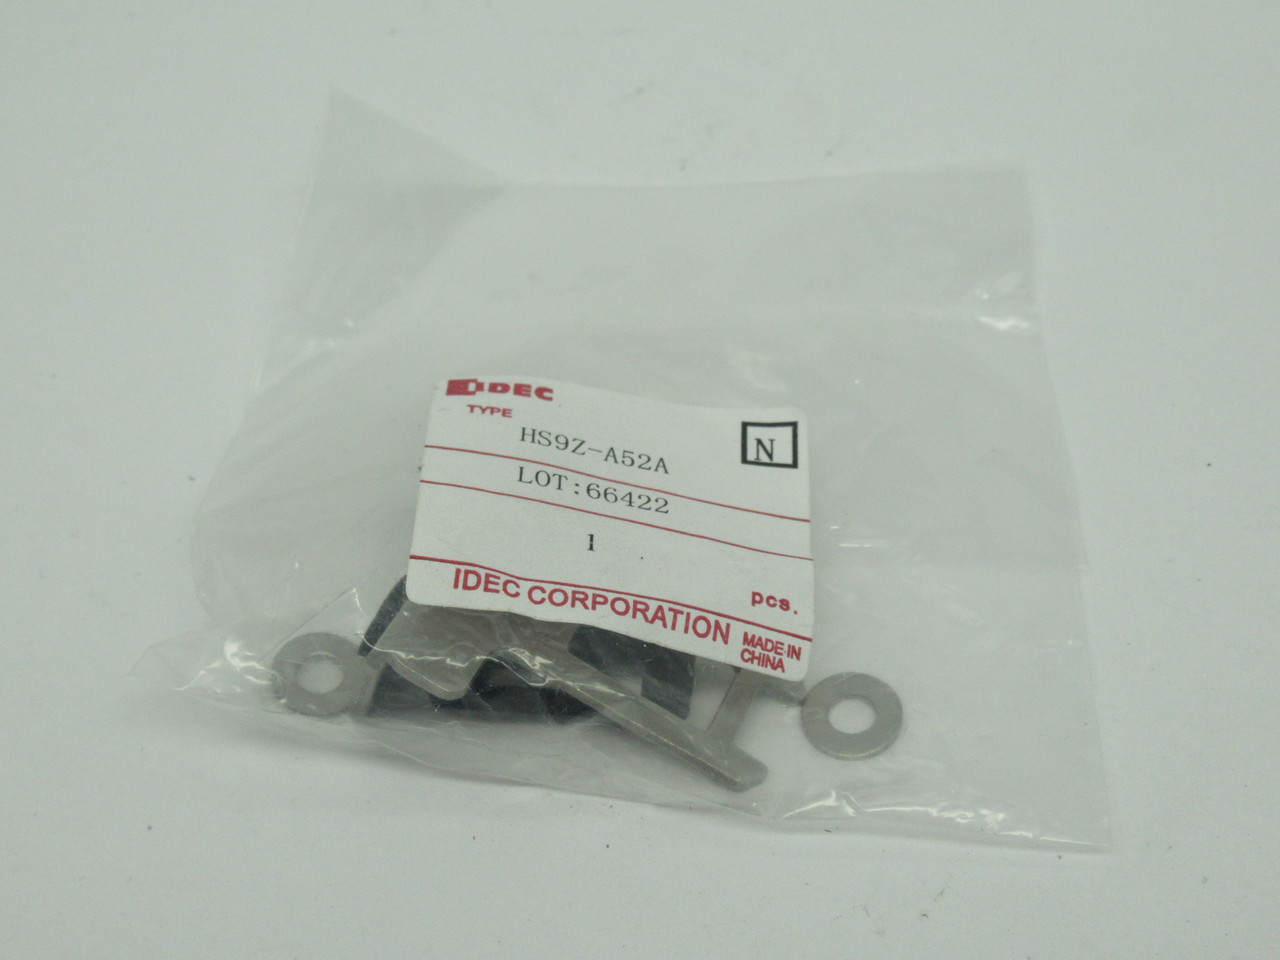 IDEC
TYPE
HS9Z-A52A
N
LOT:66422
1
pcs.
IDEC CORPORATION
MADE IN
CHINA